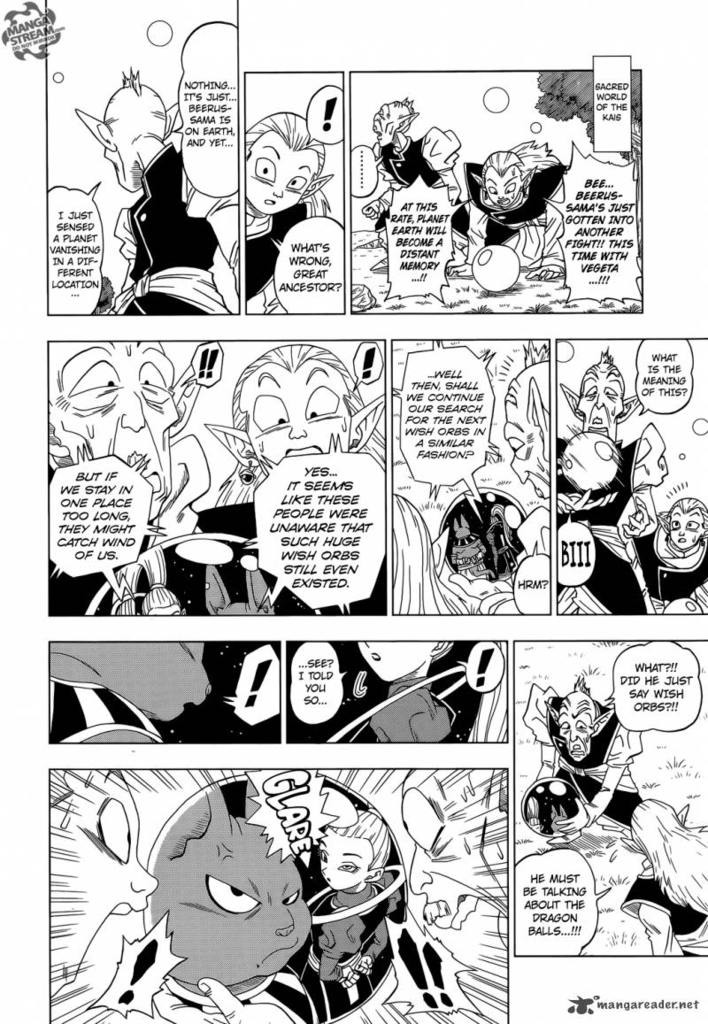 MANGA
STREAM
SACRED
WORLD
OF THE
KAIS
BEE...
BEERUS-
SAMA'S JUST
GOTTEN INTO
ANOTHER
FIGHT!! THIS
TIME WITH
VEGETA
...!!!
.......
AT THIS
RATE, PLANET
EARTH WILL
BECOME A
DISTANT
MEMORY
...!!
!
WHAT'S
WRONG,
GREAT
ANCESTOR?
NOTHING...
IT'S JUST...
BEERUS-
SAMA IS
ON EARTH,
AND YET...
I JUST
SENSED
A PLANET
VANISHING
IN A DIF-
FERENT
LOCATION
...
WHAT IS
THE
MEANING
OF THIS?
BIII
...WELL
THEN, SHALL
WE CONTINUE
OUR SEARCH
FOR THE NEXT
WISH ORBS IN
A SIMILAR
FASHION?
HRM?
!
YES...
IT SEEMS
LIKE THESE
PEOPLE WERE
UNAWARE THAT
SUCH HUGE
WISH ORBS
STILL EVEN
EXISTED.
!!
BUT IF
WE STAY IN
ONE PLACE
TOO LONG,
THEY MIGHT
CATCH WIND
OF US.
WHAT?!!
DID HE JUST
SAY WISH
ORBS?!!
HE MUST
BE TALKING
ABOUT THE
DRAGON
BALLS...!!!
!
...SEE?
I TOLD
YOU
SO...
!
GLARE
!!
!!
mangareader.net